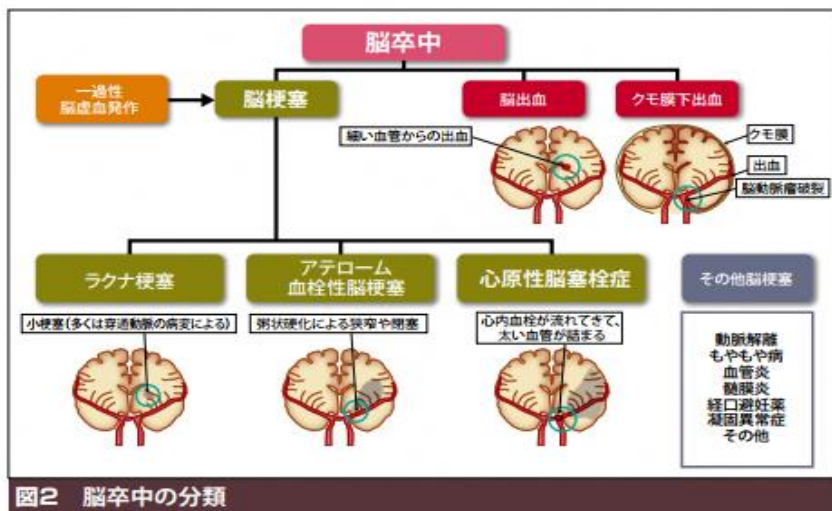 脳卒中
一過性
脳虚血発作
脳梗塞
脳出血
クモ膜下出血
細い血管からの出血
クモ膜
出血
脳動脈瘤破裂
ラクナ梗塞
アテローム
血栓性脳梗塞
心原性脳塞栓症
その他脳梗塞
小梗塞(多くは穿通動脈の病変による)
粥状硬化による狭窄や閉塞
心内血栓が流れてきて、
太い血管が詰まる
動脈解離
もやもや病
血管炎
髄膜炎
経口避妊薬
凝固異常症
その他
図2 脳卒中の分類